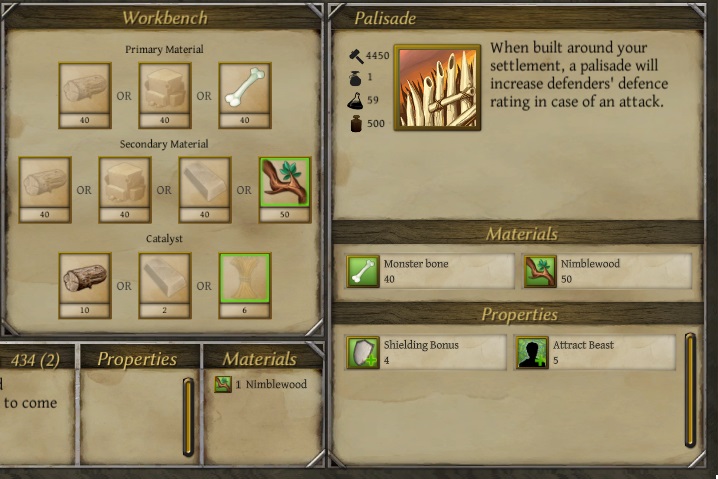 Workbench
Primary Material
OR
OR
40
40
40
Secondary Material
OR
OR
OR
40
40
40
50
Catalyst
OR
OR
10
2
6
434 (2)
to come
Properties
Materials
1 Nimblewood
Palisade
4450
1
59
500
When built around your
settlement, a palisade will
increase defenders' defence
rating in case of an attack.
Materials
Monster bone
40
Nimblewood
50
Properties
Shielding Bonus
4
Attract Beast
5